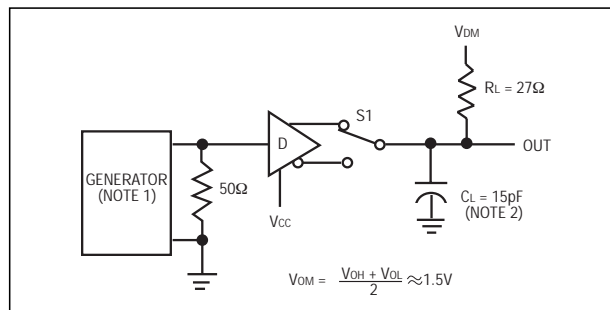 VDM
RL = 27Ω
S1
D
OUT
GENERATOR
(NOTE 1)
50Ω
CL = 15pF
(NOTE 2)
VCC
VOM = VOH + VOL
2
≈1.5V